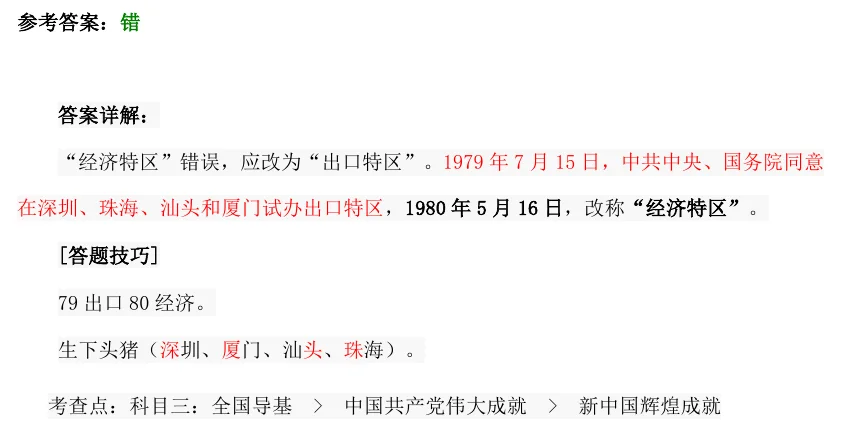 参考答案：错
答案详解：
“经济特区”错误，应改为“出口特区”。1979 年 7 月 15 日，中共中央、国务院同意
在深圳、珠海、汕头和厦门试办出口特区，1980 年 5 月 16 日，改称“经济特区”。
[答题技巧]
79 出口 80 经济。
生下头猪（深圳、厦门、汕头、珠海）。
考查点：科目三：全国导基 > 中国共产党伟大成就 > 新中国辉煌成就